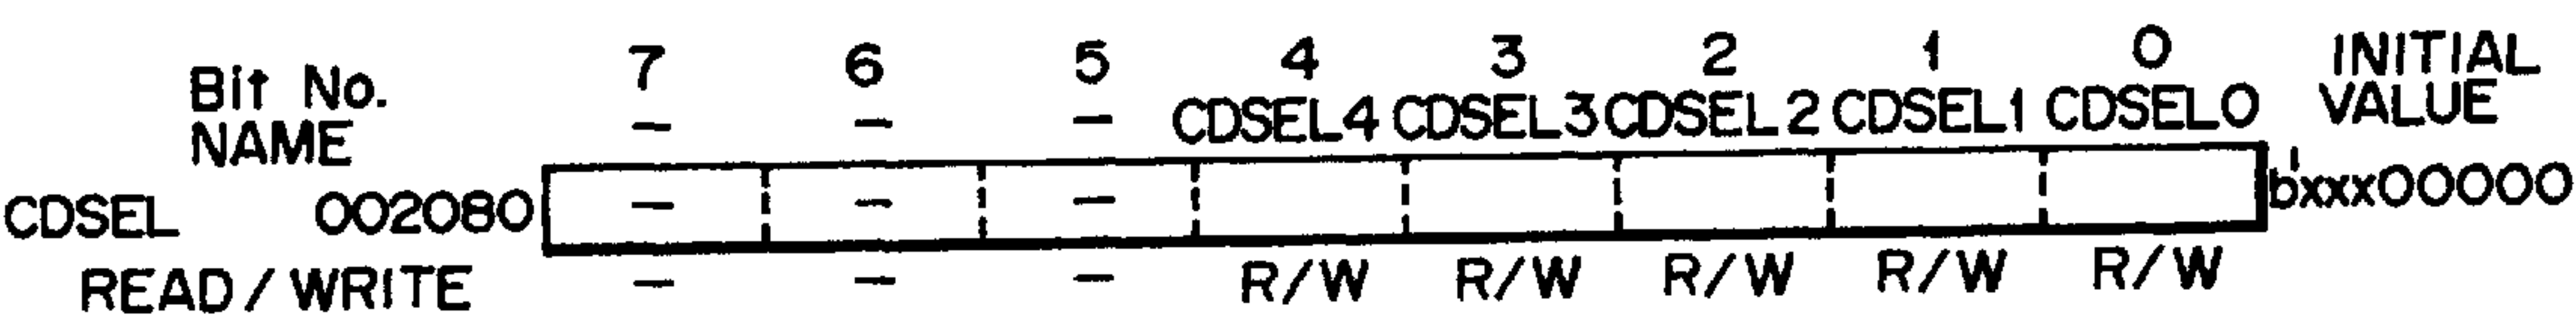 Bit No. 7 6 5 4 3 2 1 0 INITIAL VALUE
NAME - - - CDSEL4 CDSEL3 CDSEL2 CDSEL1 CDSEL0
CDSEL 002080 - - - b'xxx00000
READ/WRITE - - - R/W R/W R/W R/W R/W